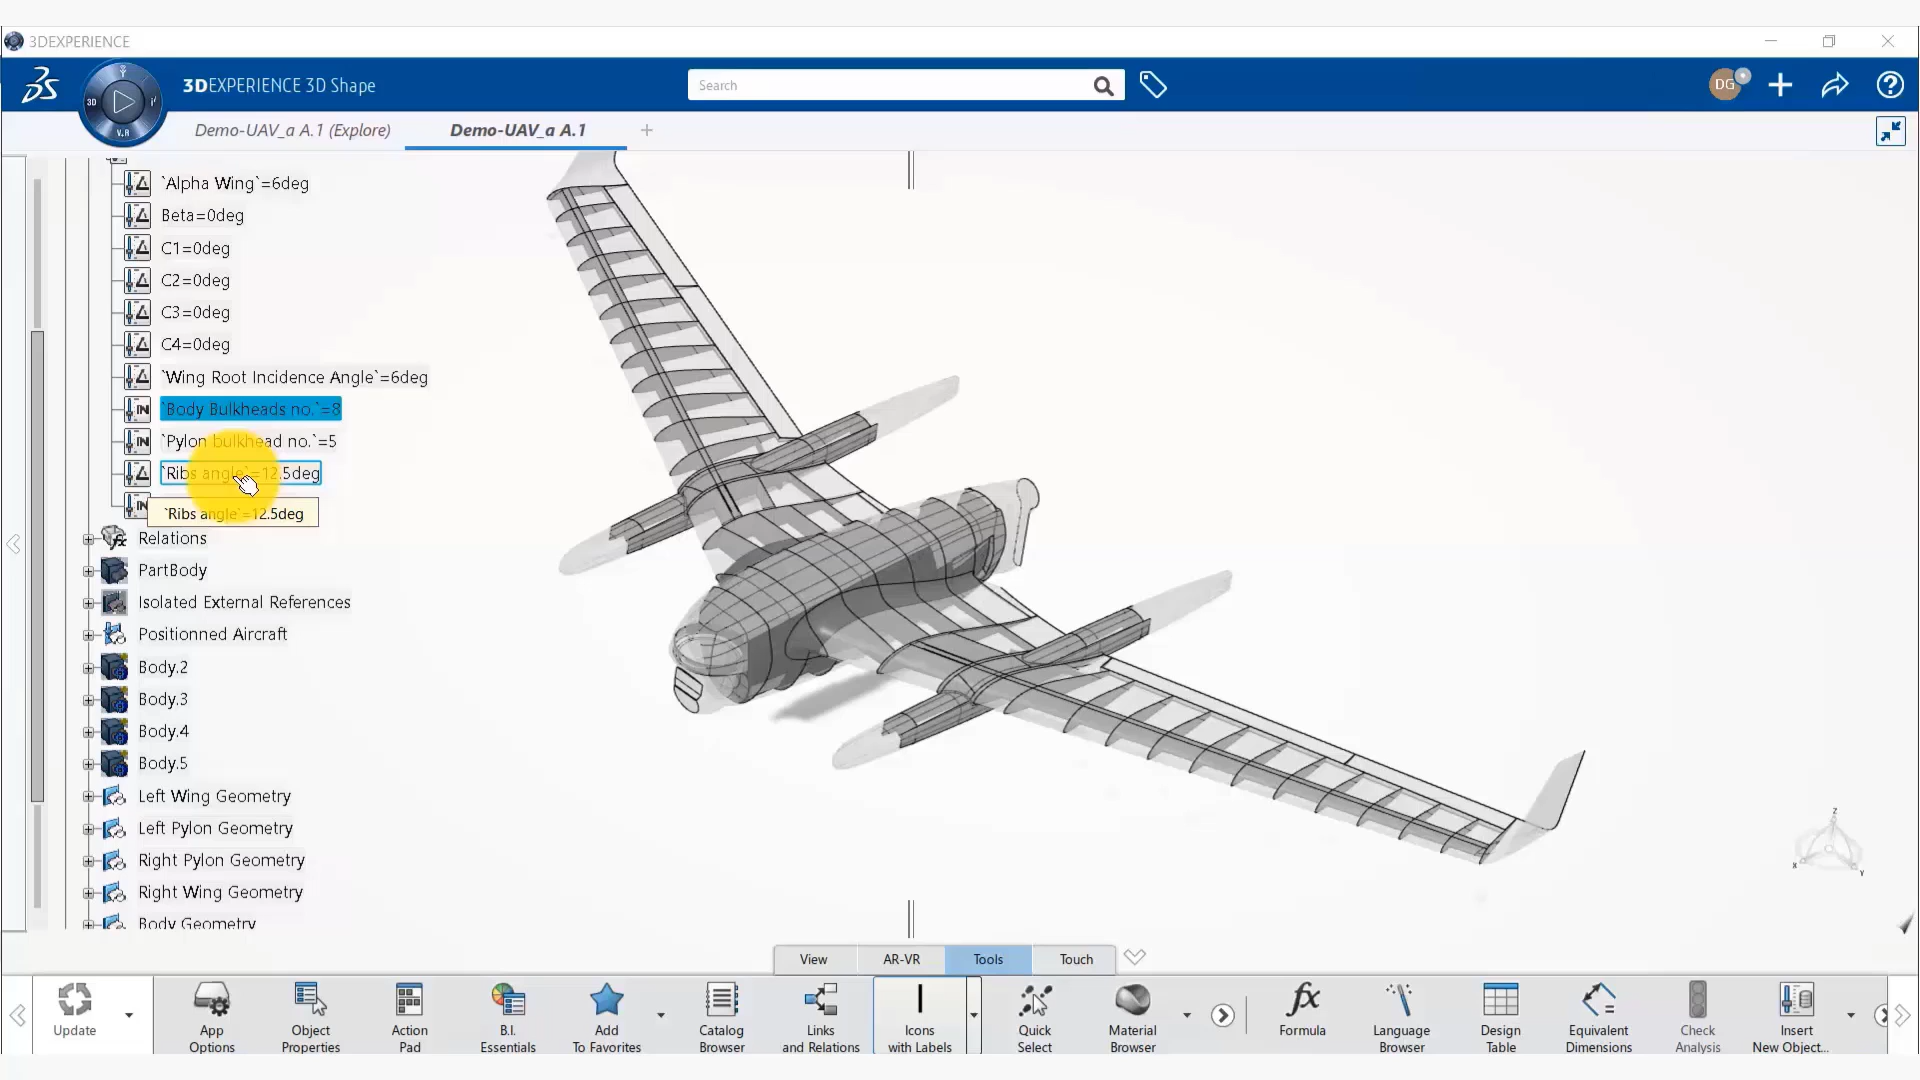 3DEXPERIENCE
3DEXPERIENCE 3D Shape
Search
DG
3D
V.R
Demo-UAV_a A.1 (Explore)
Demo-UAV_a A.1
`Alpha Wing`=6deg
Beta=0deg
C1=0deg
C2=0deg
C3=0deg
C4=0deg
`Wing Root Incidence Angle`=6deg
`Body Bulkheads no.`=8
`Pylon bulkhead no.`=5
`Ribs angle`=12.5deg
`Ribs angle`=12.5deg
Relations
PartBody
Isolated External References
Positionned Aircraft
Body.2
Body.3
Body.4
Body.5
Left Wing Geometry
Left Pylon Geometry
Right Pylon Geometry
Right Wing Geometry
Body Geometry
Z
X
Y
View
AR-VR
Tools
Touch
Update
App Options
Object Properties
Action Pad
B.I. Essentials
Add To Favorites
Catalog Browser
Links and Relations
Icons with Labels
Quick Select
Material Browser
Formula
Language Browser
Design Table
Equivalent Dimensions
Check Analysis
Insert New Object...